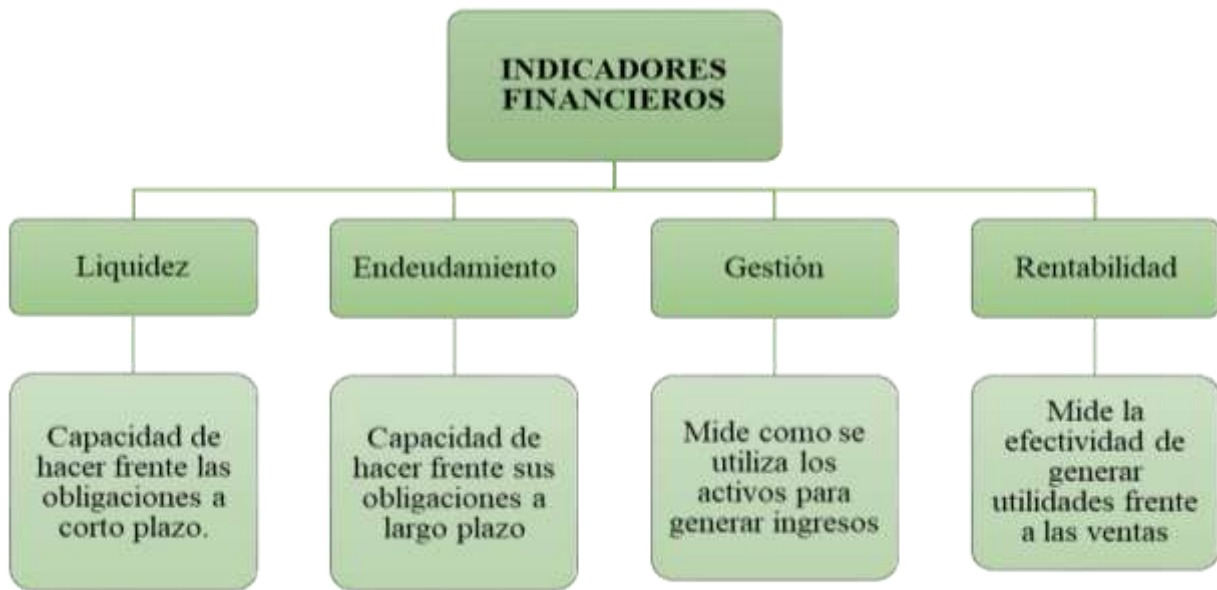 INDICADORES
FINANCIEROS
Liquidez
Endeudamiento
Gestión
Rentabilidad
Capacidad de
hacer frente las
obligaciones a
corto plazo.
Capacidad de
hacer frente sus
obligaciones a
largo plazo
Mide como se
utiliza los
activos para
generar ingresos
Mide la
efectividad de
generar
utilidades frente
a las ventas